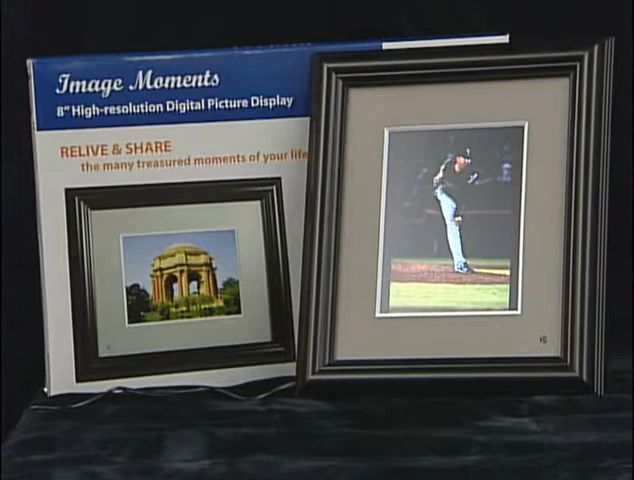 Image Moments
8" High-resolution Digital Picture Display
RELIVE & SHARE
the many treasured moments of your life